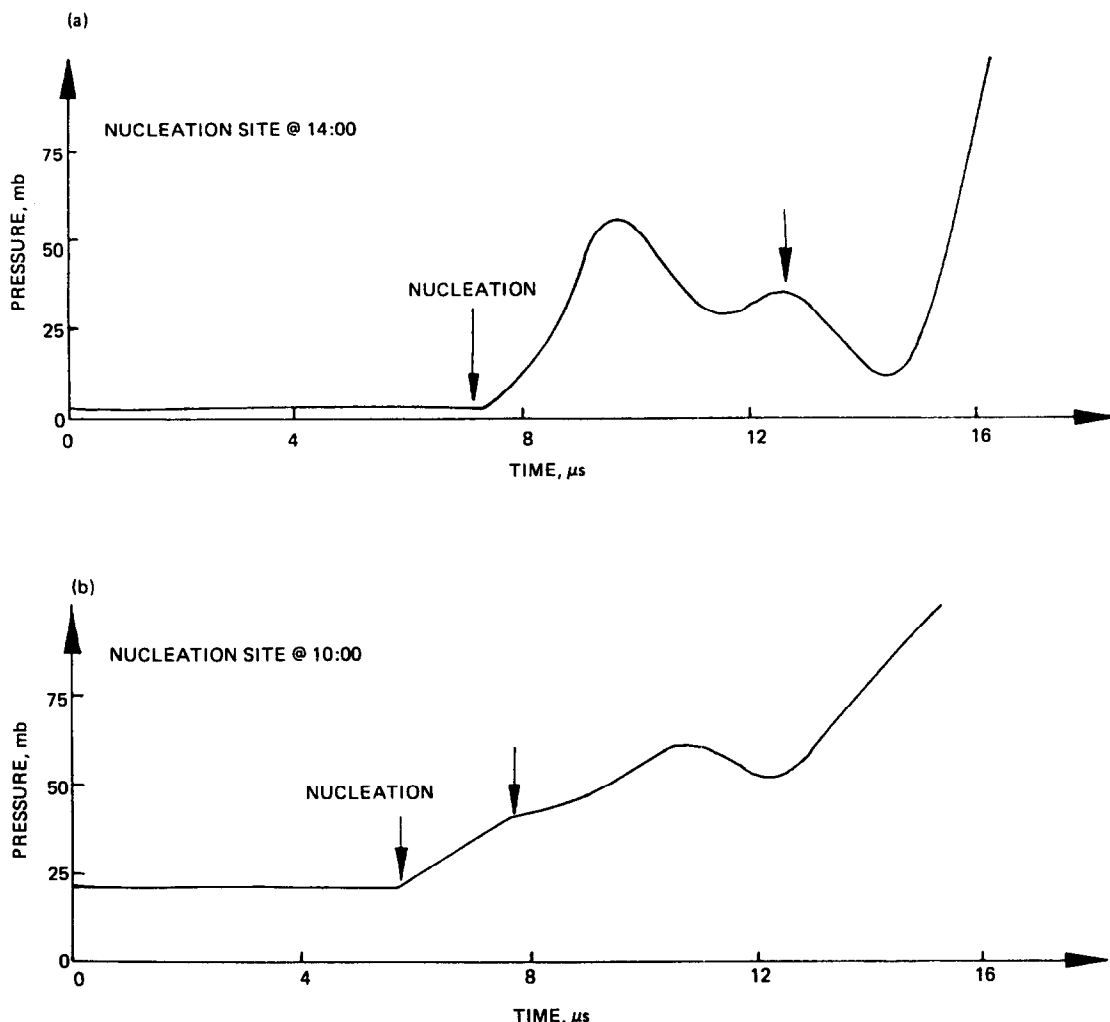 (a)
NUCLEATION SITE @ 14:00
75
50
25
0
PRESSURE, mb
NUCLEATION
0 4 8 12 16
TIME, μs
(b)
NUCLEATION SITE @ 10:00
75
50
25
0
PRESSURE, mb
NUCLEATION
0 4 8 12 16
TIME, μs